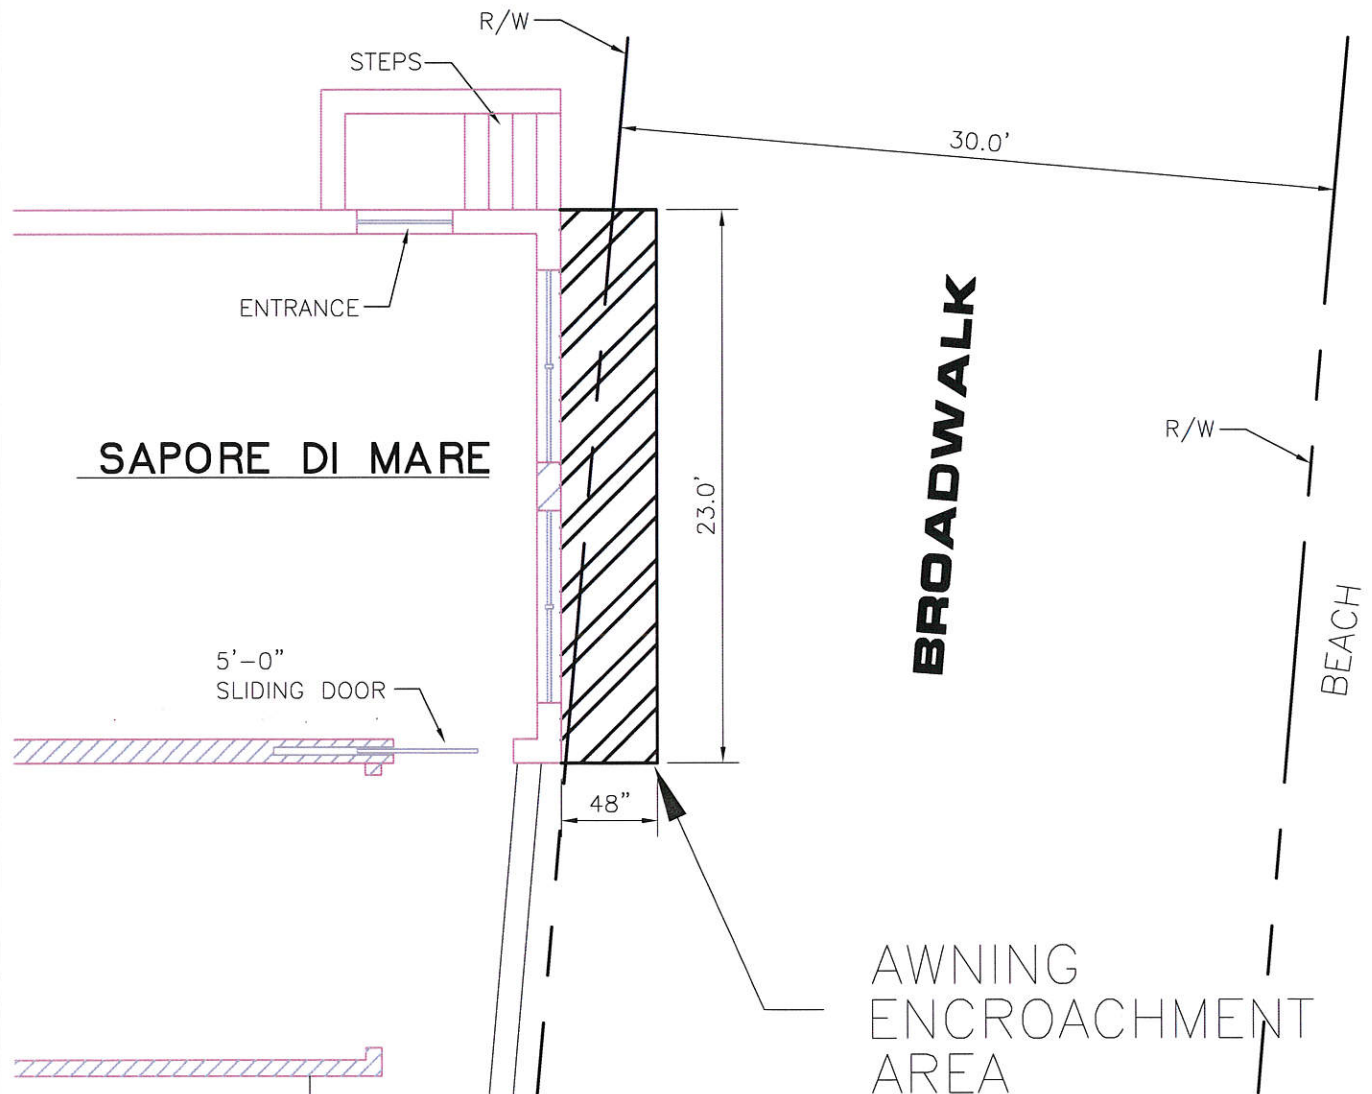 R/W
STEPS
30.0'
ENTRANCE
BROADWALK
R/W
SAPORE DI MARE
23.0'
BEACH
5'-0"
SLIDING DOOR
48"
AWNING
ENCROACHMENT
AREA